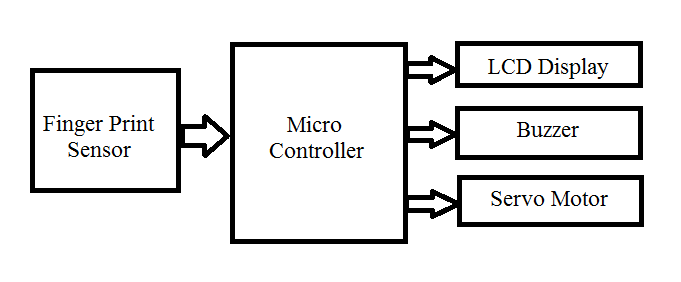 Finger Print
Sensor
Micro
Controller
LCD Display
Buzzer
Servo Motor